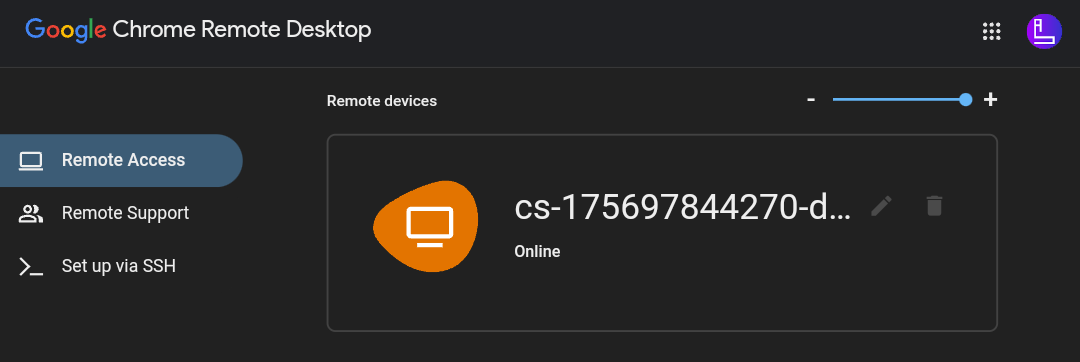 Google Chrome Remote Desktop
Remote devices
- +
Remote Access
Remote Support
Set up via SSH
cs-175697844270-d...
Online